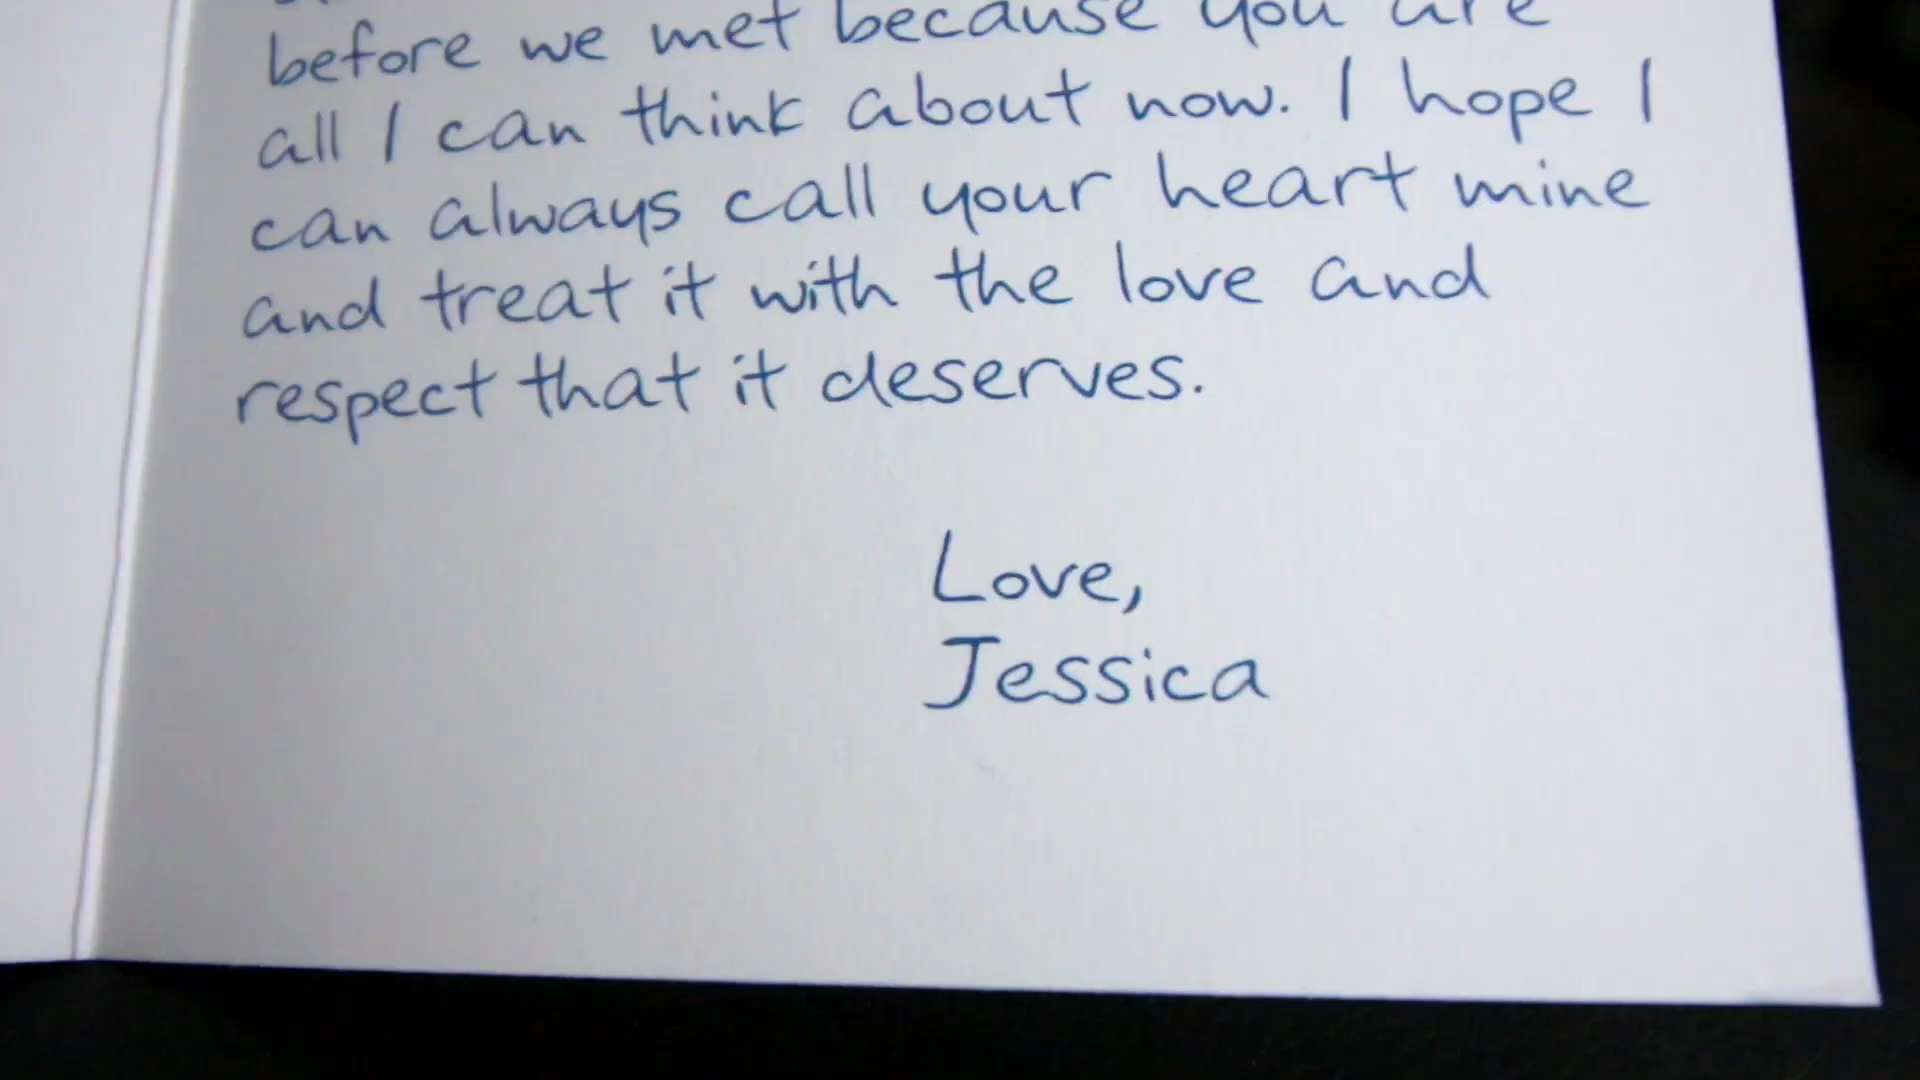 before we met because you are
all I can think about now. I hope I
can always call your heart mine
and treat it with the love and
respect that it deserves.
Love,
Jessica